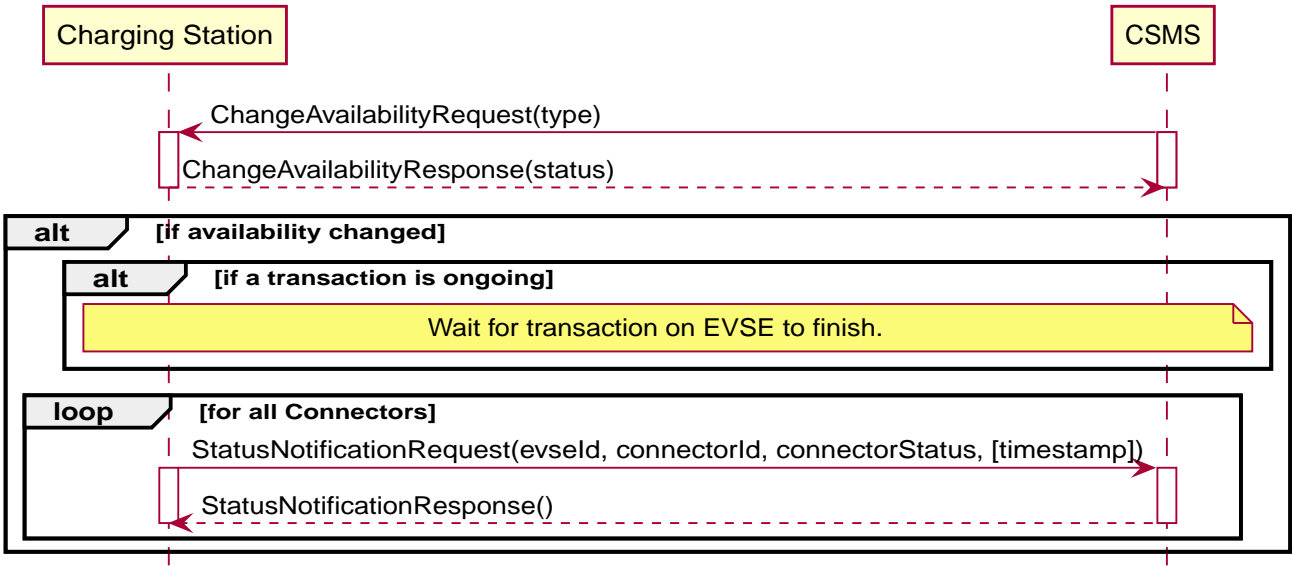 Charging Station
CSMS
ChangeAvailabilityRequest(type)
ChangeAvailabilityResponse(status)
alt [if availability changed]
alt [if a transaction is ongoing]
Wait for transaction on EVSE to finish.
loop [for all Connectors]
StatusNotificationRequest(evseId, connectorId, connectorStatus, [timestamp])
StatusNotificationResponse()